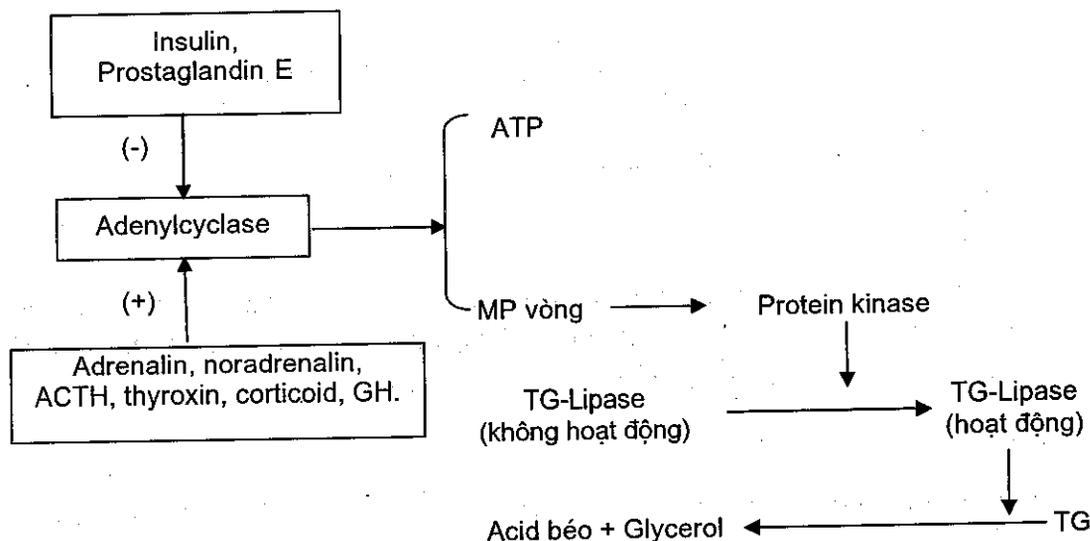 Insulin,
Prostaglandin E
(-)
ATP
Adenylcyclase
(+)
MP vòng
Protein kinase
Adrenalin, noradrenalin,
ACTH, thyroxin, corticoid, GH.
TG-Lipase
(không hoạt động)
TG-Lipase
(hoạt động)
Acid béo + Glycerol
TG